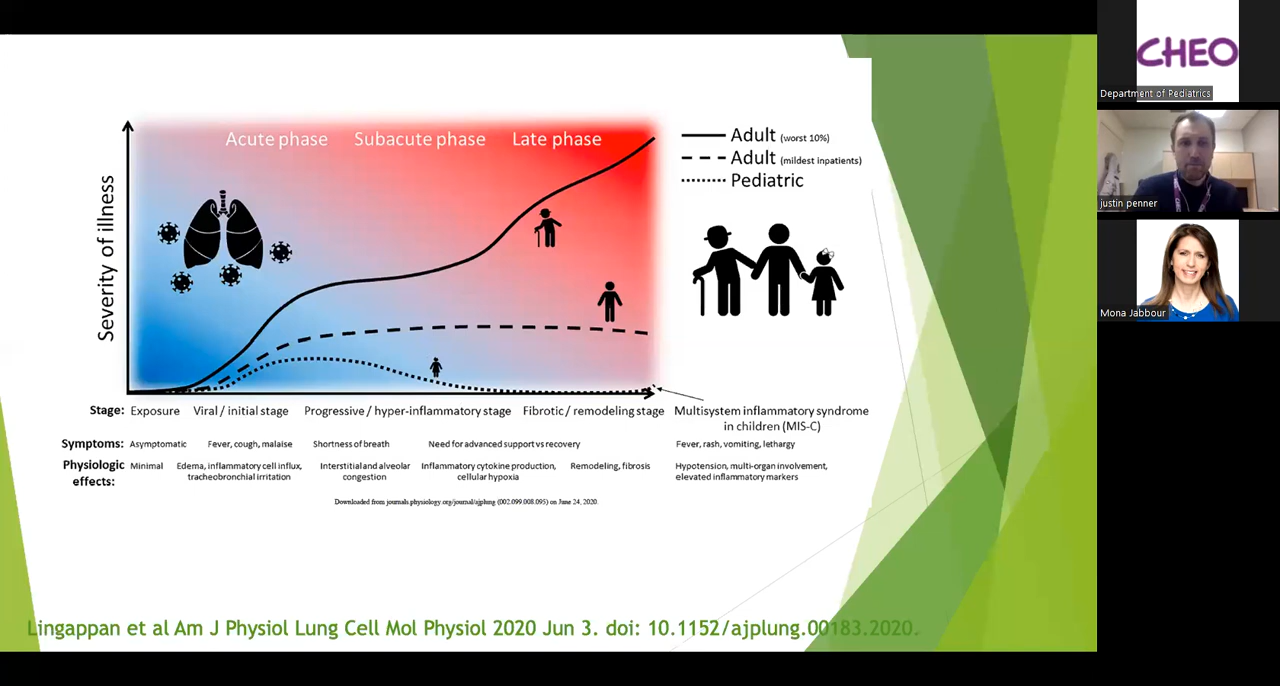 CHEO
Department of Pediatrics
justin penner
Mona Jabbour
Acute phase
Subacute phase
Late phase
Adult (worst 10%)
Adult (mildest inpatients)
Pediatric
Severity of illness
Stage: Exposure Viral / initial stage Progressive / hyper-inflammatory stage Fibrotic / remodeling stage Multisystem inflammatory syndrome
in children (MIS-C)
Symptoms: Asymptomatic Fever, cough, malaise Shortness of breath Need for advanced support vs recovery Fever, rash, vomiting, lethargy
Physiologic Minimal Edema, inflammatory cell influx, Interstitial and alveolar Inflammatory cytokine production, Remodeling, fibrosis Hypotension, multi-organ involvement,
effects: tracheobronchial irritation congestion cellular hypoxia elevated inflammatory markers
Downloaded from journals.physiology.org/journal/ajplung (002.099.008.095) on June 24, 2020.
Lingappan et al Am J Physiol Lung Cell Mol Physiol 2020 Jun 3. doi: 10.1152/ajplung.00183.2020.